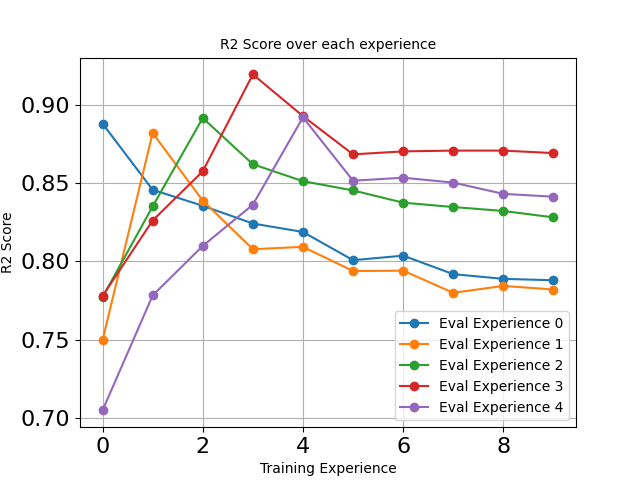 R2 Score over each experience
R2 Score
0.90
0.85
0.80
0.75
0.70
0 2 4 6 8
Training Experience
Eval Experience 0
Eval Experience 1
Eval Experience 2
Eval Experience 3
Eval Experience 4